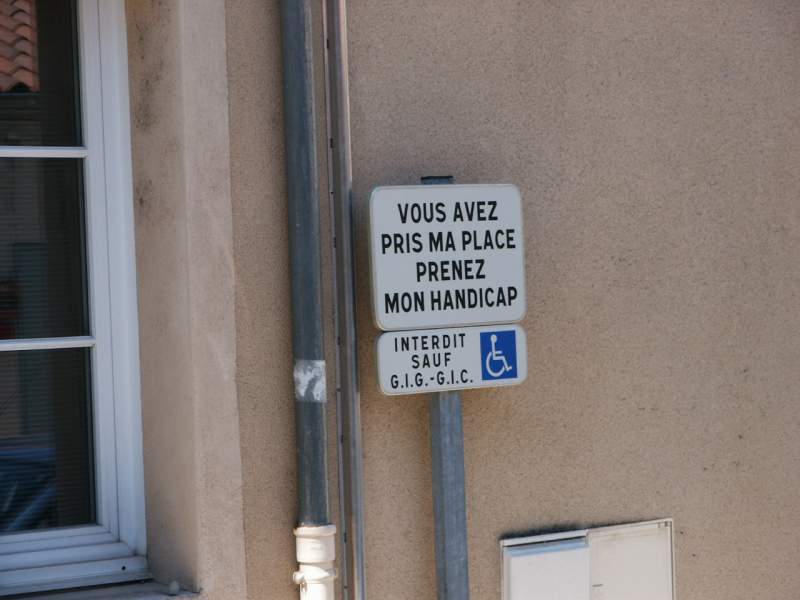 VOUS AVEZ
PRIS MA PLACE
PRENEZ
MON HANDICAP
INTERDIT
SAUF
G.I.G.-G.I.C.